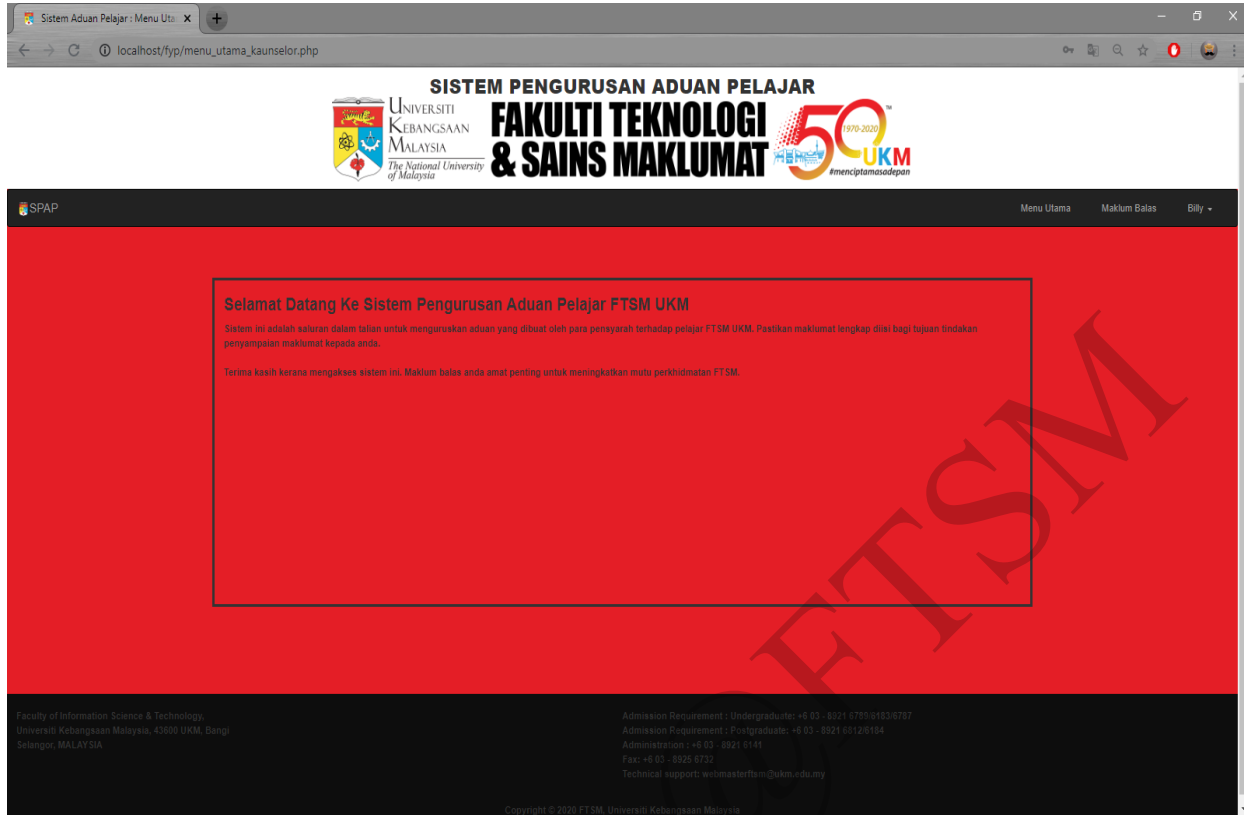 Sistem Aduan Pelajar : Menu Uta
localhost/fyp/menu_utama_kaunselor.php
SISTEM PENGURUSAN ADUAN PELAJAR
UNIVERSITI
KEBANGSAAN
MALAYSIA
The National University
of Malaysia
FAKULTI TEKNOLOGI
& SAINS MAKLUMAT
50
TM
1970-2020
UKM
#menciptamasadepan
SPAP
Menu Utama
Maklum Balas
Billy
Selamat Datang Ke Sistem Pengurusan Aduan Pelajar FTSM UKM
Sistem ini adalah saluran dalam talian untuk menguruskan aduan yang dibuat oleh para pensyarah terhadap pelajar FTSM UKM. Pastikan maklumat lengkap diisi bagi tujuan tindakan
penyampaian maklumat kepada anda.
Terima kasih kerana mengakses sistem ini. Maklum balas anda amat penting untuk meningkatkan mutu perkhidmatan FTSM.
@FTSM
Faculty of Information Science & Technology,
Universiti Kebangsaan Malaysia, 43600 UKM, Bangi
Selangor, MALAYSIA
Admission Requirement : Undergraduate: +6 03 - 8921 6789/6183/6787
Admission Requirement : Postgraduate: +6 03 - 8921 6812/6184
Administration : +6 03 - 8921 6141
Fax: +6 03 - 8925 6732
Technical support: webmasterftsm@ukm.edu.my
Copyright © 2020 FTSM, Universiti Kebangsaan Malaysia